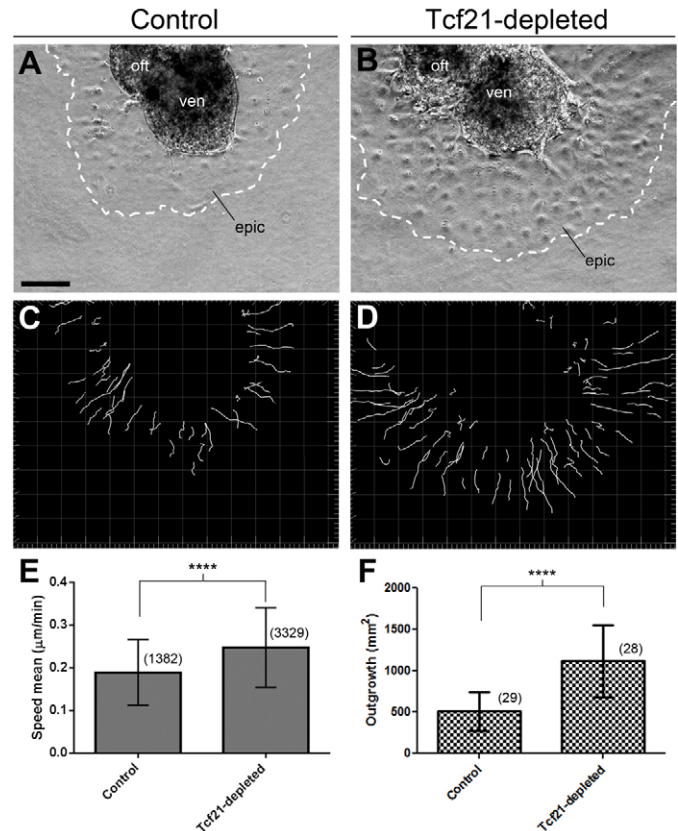 Control Tcf21-depleted
A B
oft oft
ven ven
epic epic
C D
E F
****
Speed mean (µm/min)
0.4
0.3
0.2
0.1
0.0
(1382)
(3329)
Control
Tcf21-depleted
****
Outgrowth (mm²)
2000
1500
1000
500
0
(29)
(28)
Control
Tcf21-depleted